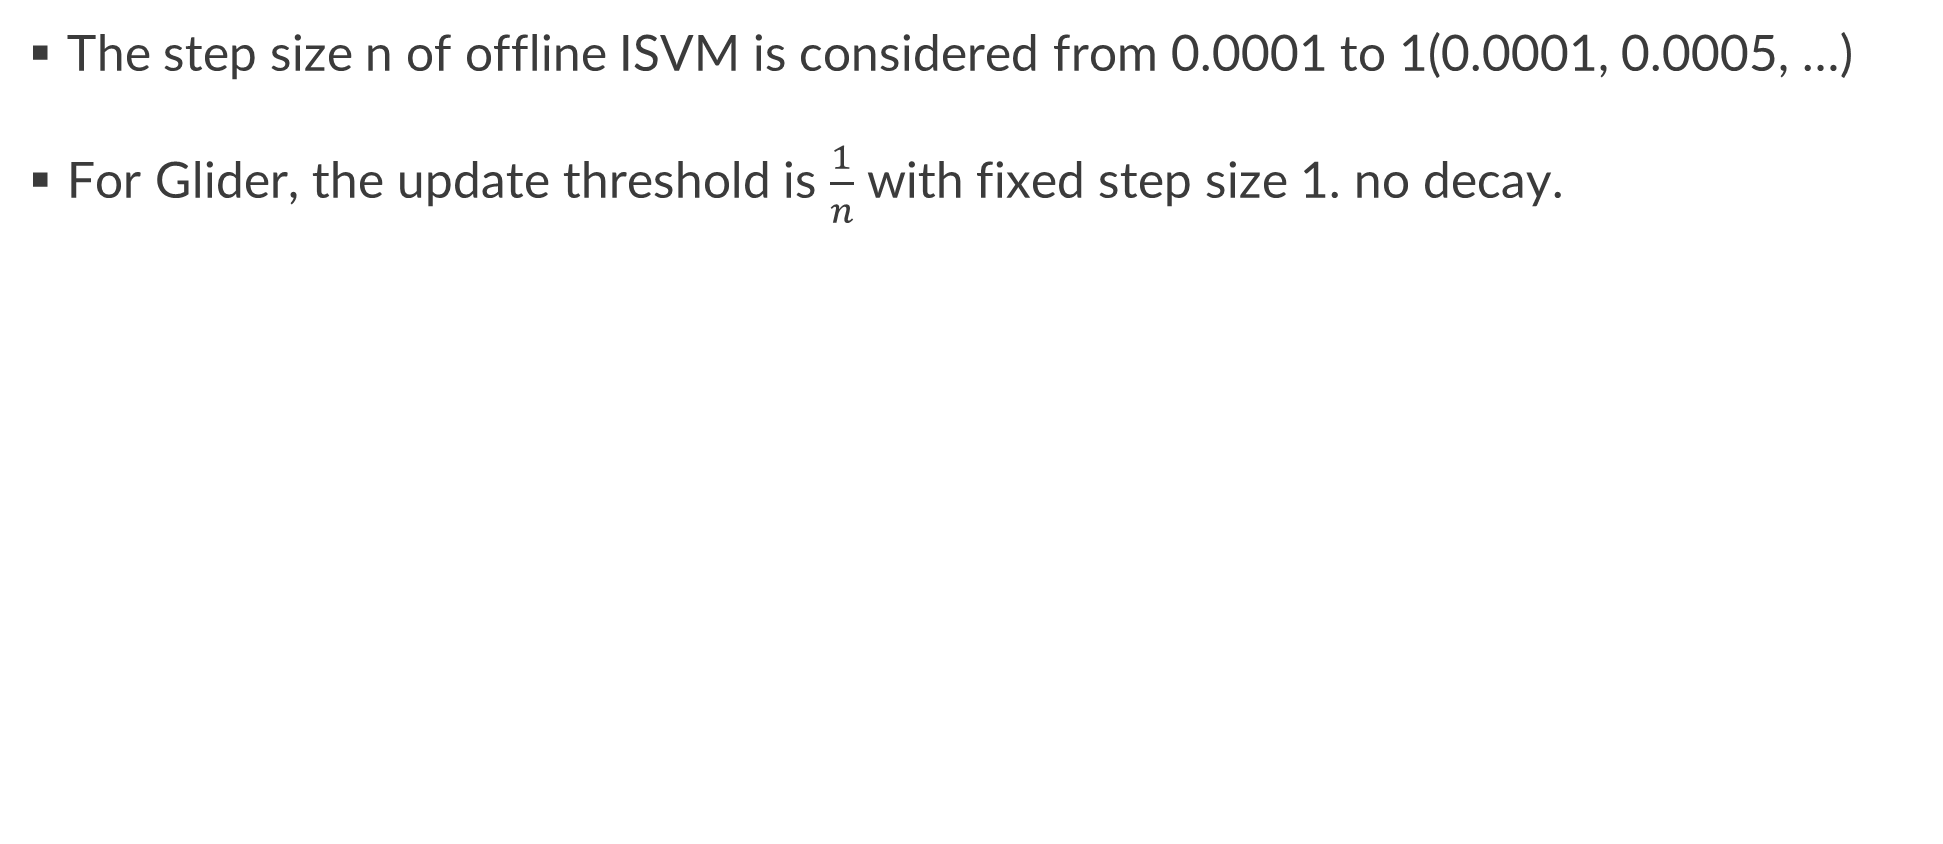 ▪ The step size n of offline ISVM is considered from 0.0001 to 1(0.0001, 0.0005, ...)
▪ For Glider, the update threshold is 1/n with fixed step size 1. no decay.